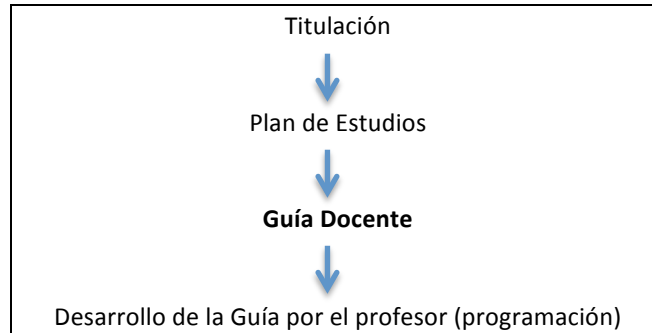 Titulación
Plan de Estudios
Guía Docente
Desarrollo de la Guía por el profesor (programación)